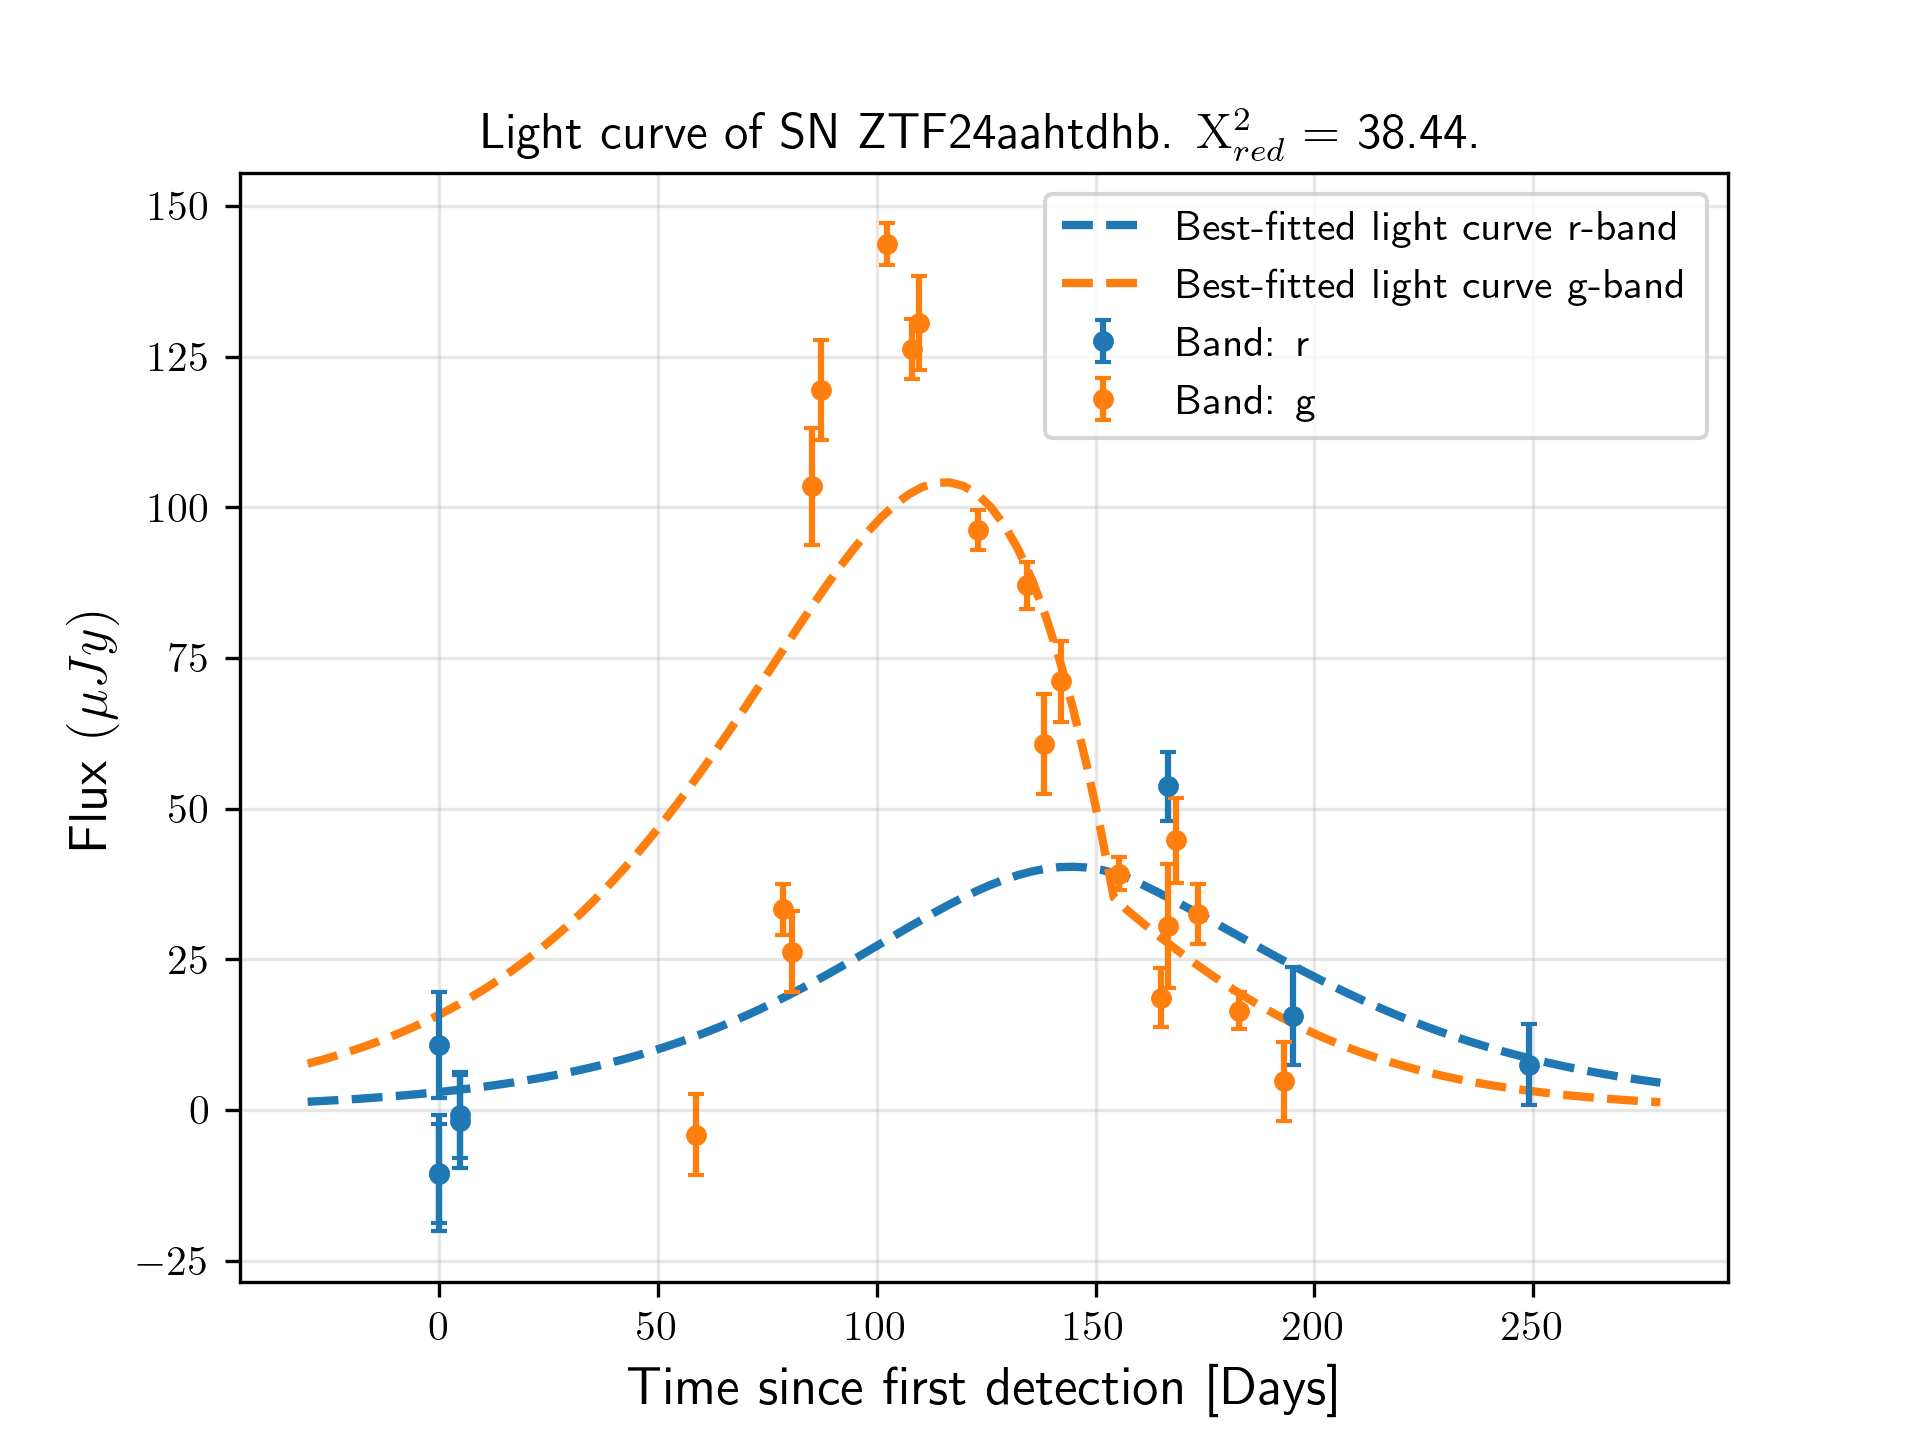 Light curve of SN ZTF24aahtdhb. X²_red = 38.44.
Best-fitted light curve r-band
Best-fitted light curve g-band
Band: r
Band: g
150
125
100
75
50
25
0
−25
Flux (μJy)
0 50 100 150 200 250
Time since first detection [Days]